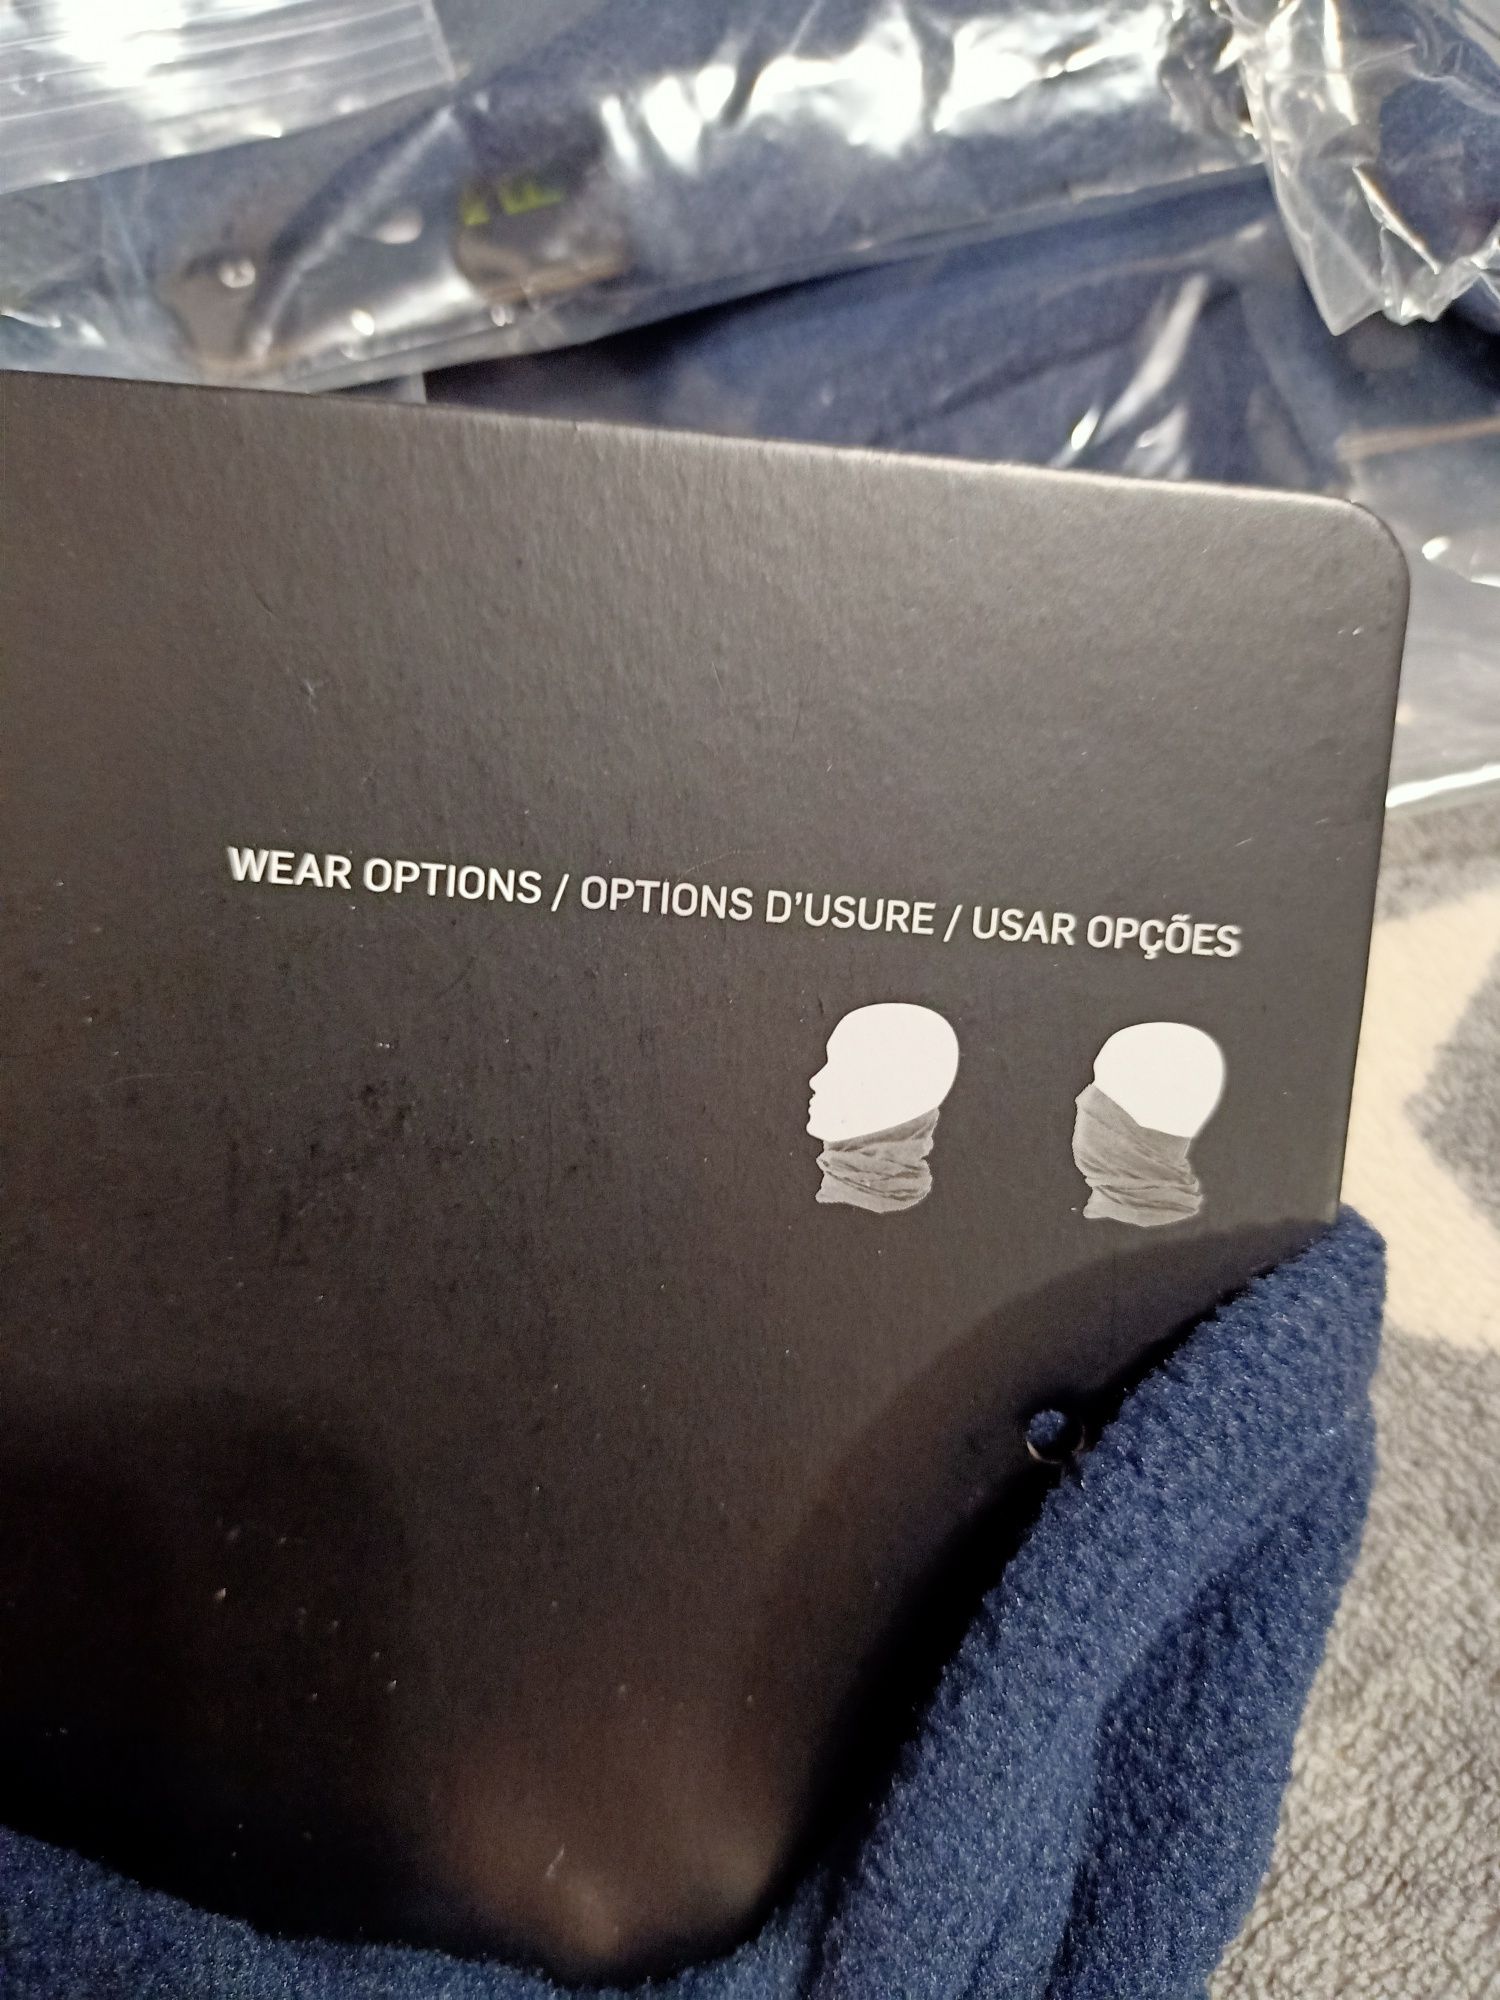 WEAR OPTIONS / OPTIONS D'USURE / USAR OPÇÕES